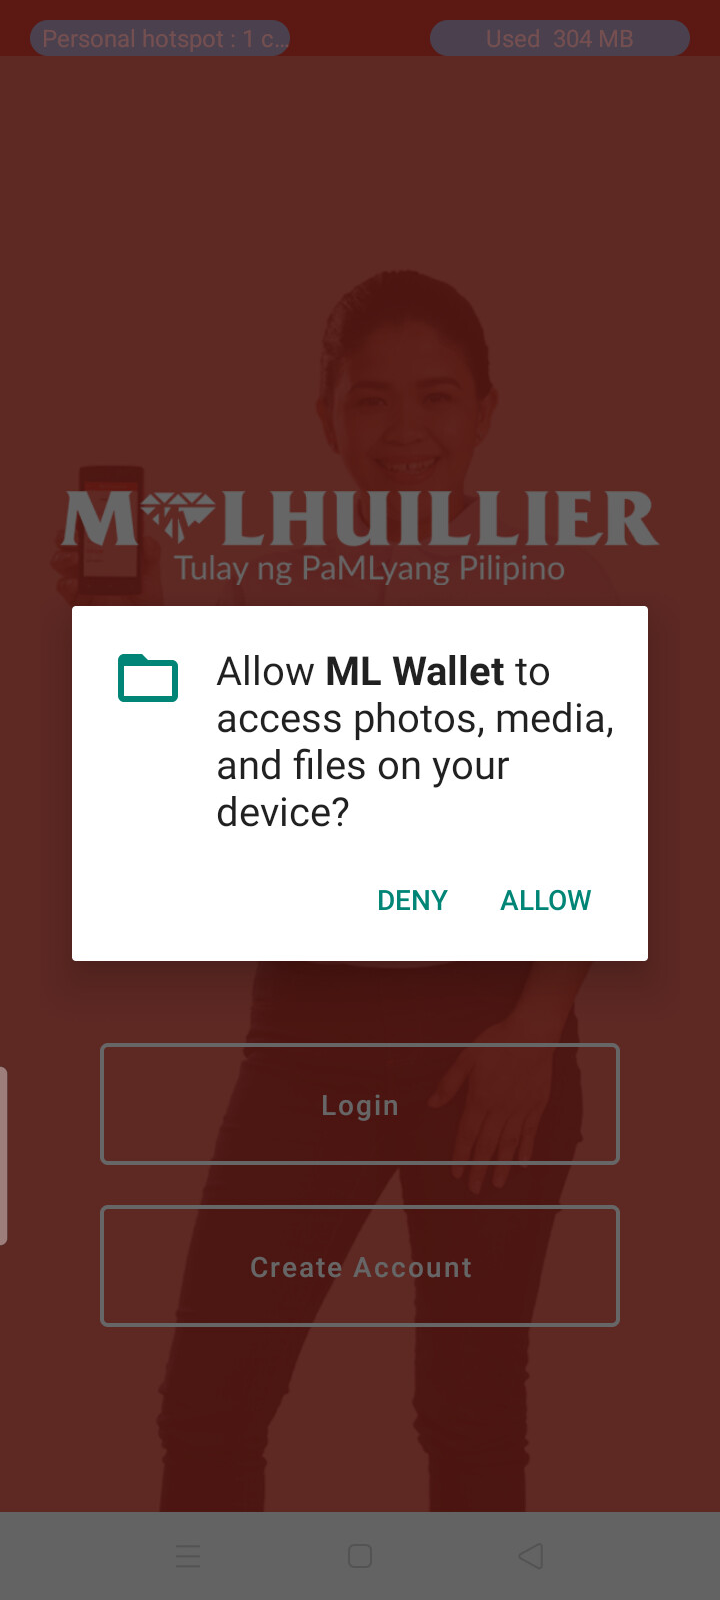 Personal hotspot : 1 c...
Used 304 MB
M LHUILLIER
Tulay ng PaMLyang Pilipino
Allow ML Wallet to
access photos, media,
and files on your
device?
DENY ALLOW
Login
Create Account